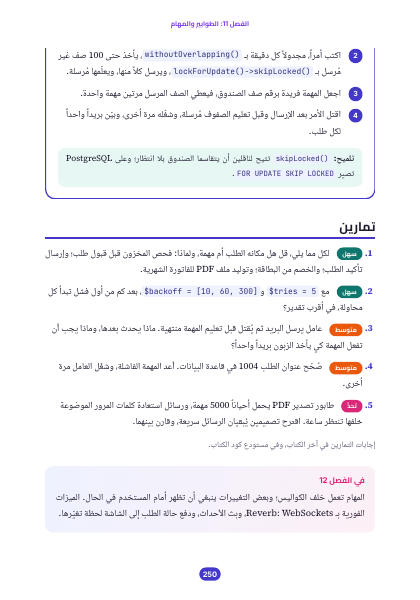 الفصل 11: الطوابير والمهام
2 اكتب أمراً، مجدولاً كل دقيقة بـ withoutOverlapping()، يأخذ حتى 100 صف غير
مُرسل بـ lockForUpdate()->skipLocked()، ويرسل كلاً منها، ويعلّمها مرسلة.
3 اجعل المهمة فريدة برقم صف الصندوق، فيعطي الصف المرسل مرتين مهمة واحدة.
4 اقتل الأمر بعد الإرسال وقبل تعليم الصفوف مُرسلة، وشغّله مرة أخرى، وبيّن بريداً واحداً
لكل طلب.
تلميح: skipLocked() تتيح لناقلَين أن يتقاسما الصندوق بلا انتظار؛ وعلى PostgreSQL
تصير FOR UPDATE SKIP LOCKED.
تمارين
1. سهل لكل مما يلي، قل هل مكانه الطلب أم مهمة، ولماذا: فحص المخزون قبل قبول طلب؛ وإرسال
تأكيد الطلب؛ والخصم من البطاقة؛ وتوليد ملف PDF للفاتورة الشهرية.
2. سهل مع $tries = 5 و $backoff = [10, 60, 300]، بعد كم من أول فشل تبدأ كل
محاولة، في أقرب تقدير؟
3. متوسط عامل يرسل البريد ثم يُقتل قبل تعليم المهمة منتهية. ماذا يحدث بعدها، وماذا يجب أن
تفعل المهمة كي يأخذ الزبون بريداً واحداً؟
4. متوسط صُحّح عنوان الطلب 1004 في قاعدة البيانات. أعد المهمة الفاشلة، وشغّل العامل مرة
أخرى.
5. تحدٍّ طابور تصدير PDF يحمل أحياناً 5000 مهمة، ورسائل استعادة كلمات المرور الموضوعة
خلفها تنتظر ساعة. اقترح تصميمين يُبقيان الرسائل سريعة، وقارن بينهما.
إجابات التمارين في آخر الكتاب، وفي مستودع كود الكتاب.
في الفصل 12
المهام تعمل خلف الكواليس؛ وبعض التغييرات ينبغي أن تظهر أمام المستخدم في الحال. الميزات
الفورية بـ Reverb: WebSockets، وبث الأحداث، ودفع حالة الطلب إلى الشاشة لحظة تغيّرها.
250